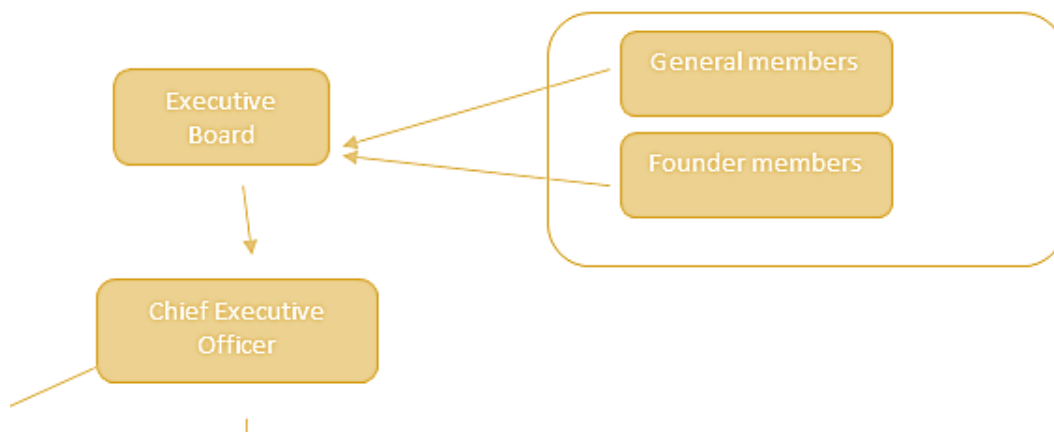 General members
Executive
Board
Founder members
Chief Executive
Officer